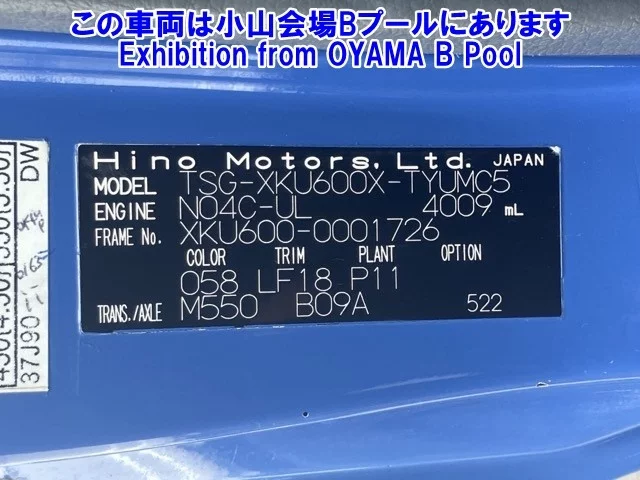 この車両は小山会場Bプールにあります
Exhibition from OYAMA B Pool
Hino Motors, Ltd. JAPAN
MODEL TSG-XKU600X-TYUMC5
ENGINE N04C-UL 4009 mL
FRAME No. XKU600-0001726
COLOR TRIM PLANT OPTION
058 LF18 P11
TRANS./AXLE M550 B09A 522
DW
37J90